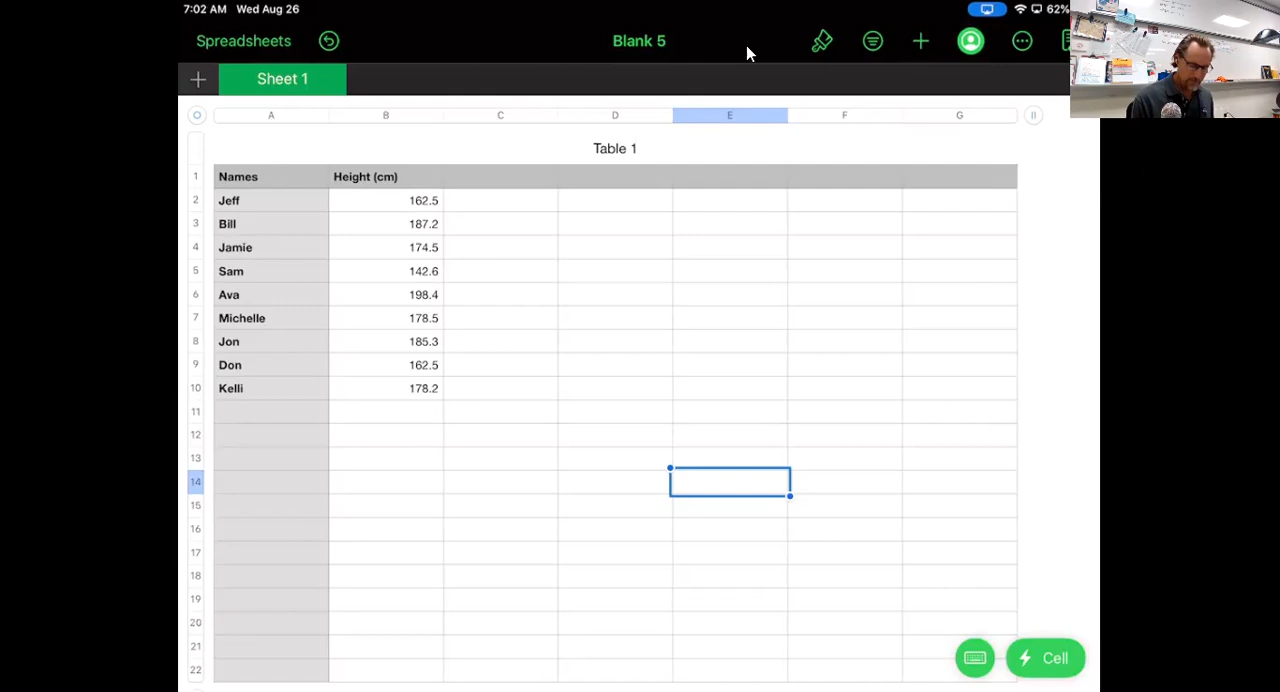 7:02 AM Wed Aug 26 62%
Spreadsheets Blank 5
Sheet 1
A B C D E F G
Table 1
1 Names Height (cm)
2 Jeff 162.5
3 Bill 187.2
4 Jamie 174.5
5 Sam 142.6
6 Ava 198.4
7 Michelle 178.5
8 Jon 185.3
9 Don 162.5
10 Kelli 178.2
11
12
13
14
15
16
17
18
19
20
21
22
Cell